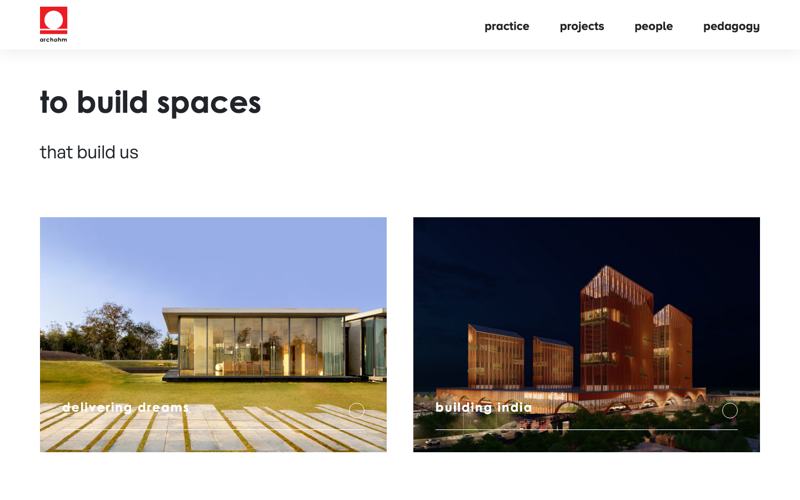 archohm
practice
projects
people
pedagogy
to build spaces
that build us
delivering dreams
building india